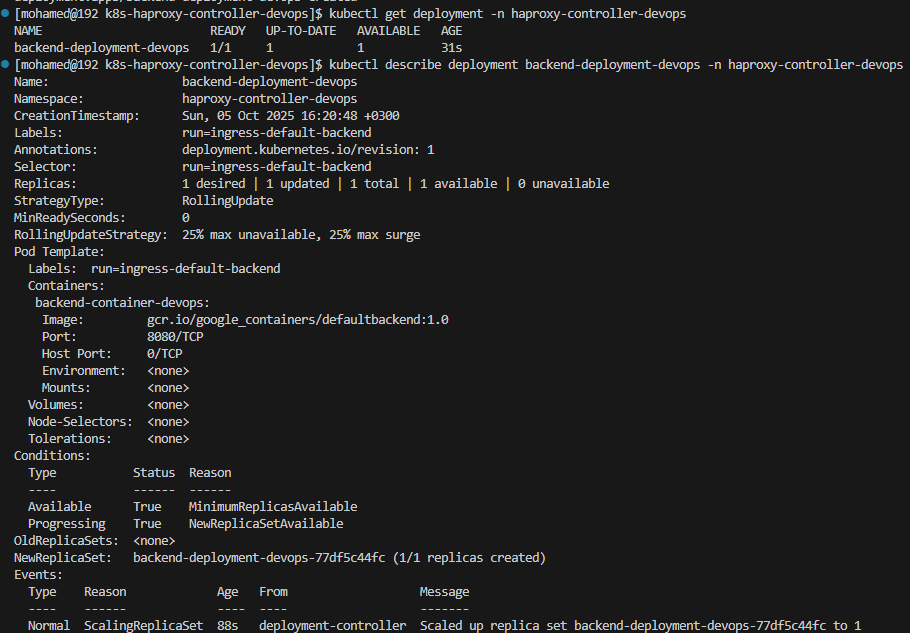 [mohamed@192 k8s-haproxy-controller-devops]$ kubectl get deployment -n haproxy-controller-devops
NAME                        READY   UP-TO-DATE   AVAILABLE   AGE
backend-deployment-devops   1/1     1            1           31s
[mohamed@192 k8s-haproxy-controller-devops]$ kubectl describe deployment backend-deployment-devops -n haproxy-controller-devops
Name:                   backend-deployment-devops
Namespace:              haproxy-controller-devops
CreationTimestamp:      Sun, 05 Oct 2025 16:20:48 +0300
Labels:                 run=ingress-default-backend
Annotations:            deployment.kubernetes.io/revision: 1
Selector:               run=ingress-default-backend
Replicas:               1 desired | 1 updated | 1 total | 1 available | 0 unavailable
StrategyType:           RollingUpdate
MinReadySeconds:        0
RollingUpdateStrategy:  25% max unavailable, 25% max surge
Pod Template:
  Labels:  run=ingress-default-backend
  Containers:
   backend-container-devops:
    Image:         gcr.io/google_containers/defaultbackend:1.0
    Port:          8080/TCP
    Host Port:     0/TCP
    Environment:   <none>
    Mounts:        <none>
  Volumes:         <none>
  Node-Selectors:  <none>
  Tolerations:     <none>
Conditions:
  Type           Status  Reason
  ----           ------  ------
  Available      True    MinimumReplicasAvailable
  Progressing    True    NewReplicaSetAvailable
OldReplicaSets:  <none>
NewReplicaSet:   backend-deployment-devops-77df5c44fc (1/1 replicas created)
Events:
  Type    Reason             Age   From                   Message
  ----    ------             ----  ----                   -------
  Normal  ScalingReplicaSet  88s   deployment-controller  Scaled up replica set backend-deployment-devops-77df5c44fc to 1